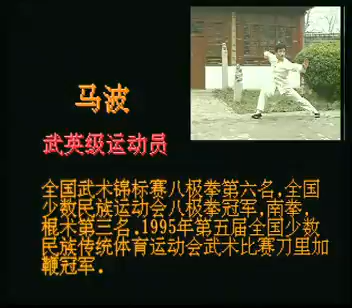 马波
武英级运动员
全国武术锦标赛八极拳第六名,全国
少数民族运动会八极拳冠军,南拳,
棍术第三名.1995年第五届全国少数
民族传统体育运动会武术比赛刀里加
鞭冠军.